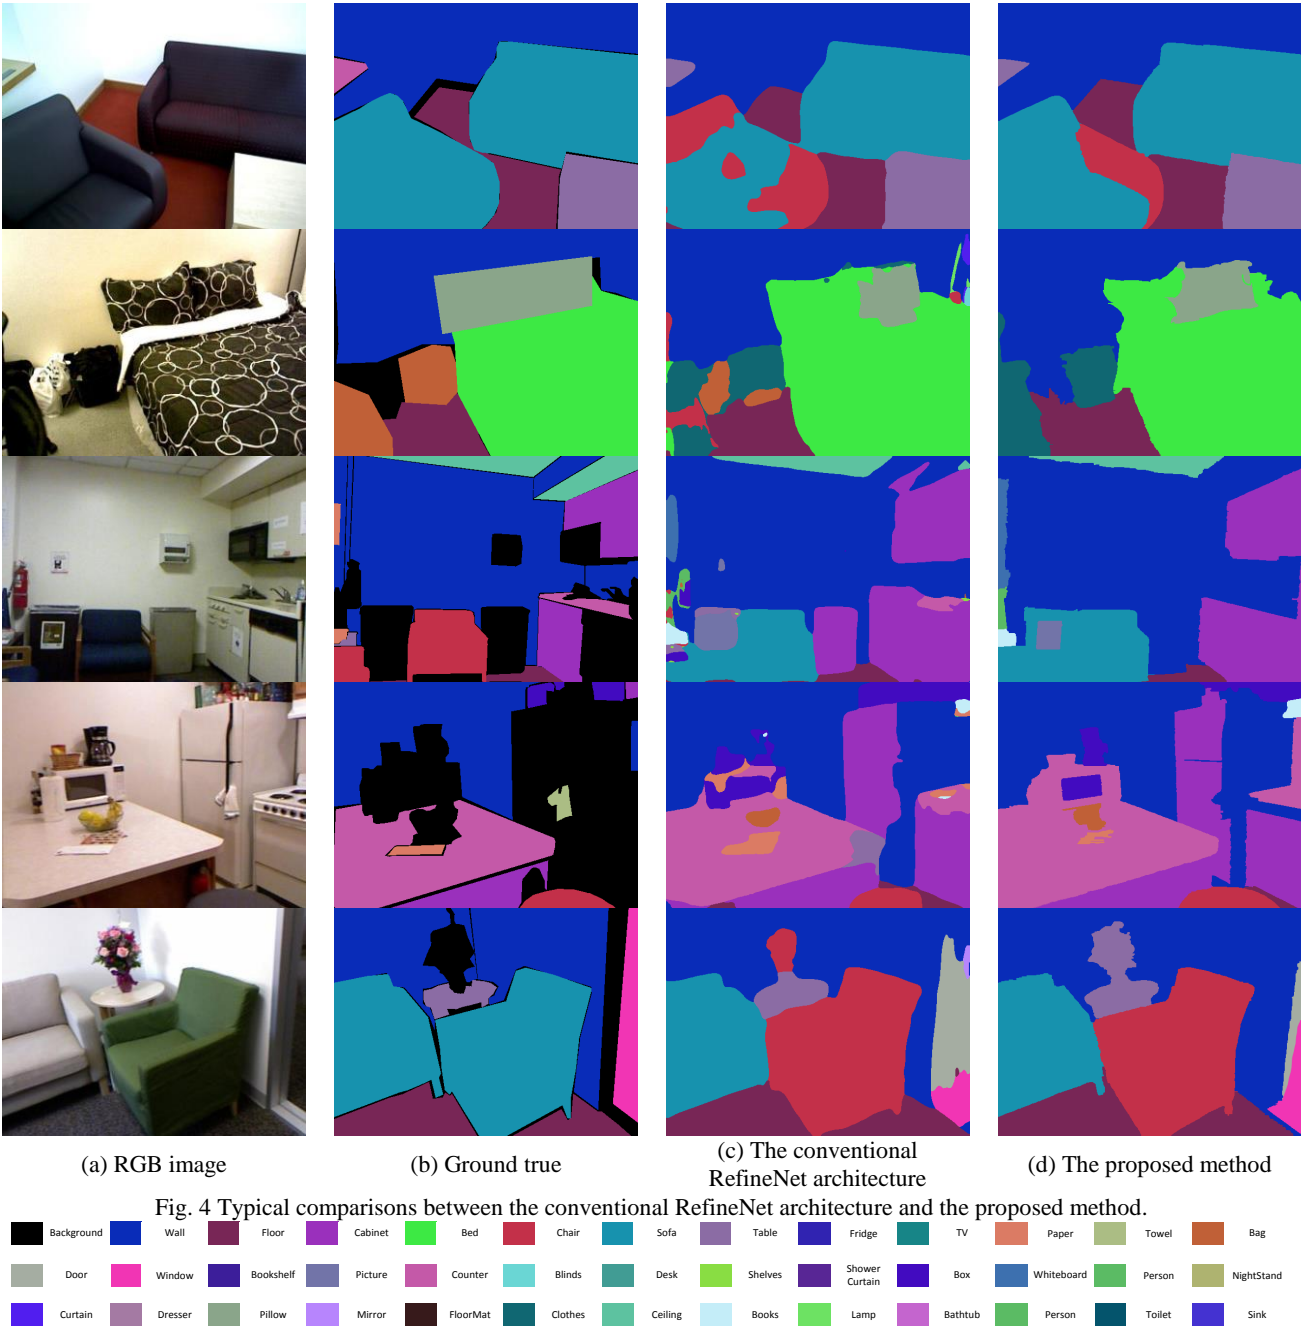 (a) RGB image
(b) Ground true
(c) The conventional
RefineNet architecture
(d) The proposed method
Fig. 4 Typical comparisons between the conventional RefineNet architecture and the proposed method.
Background Wall Floor Cabinet Bed Chair Sofa Table Fridge TV Paper Towel Bag
Door Window Bookshelf Picture Counter Blinds Desk Shelves Shower Curtain Box Whiteboard Person NightStand
Curtain Dresser Pillow Mirror FloorMat Clothes Ceiling Books Lamp Bathtub Person Toilet Sink